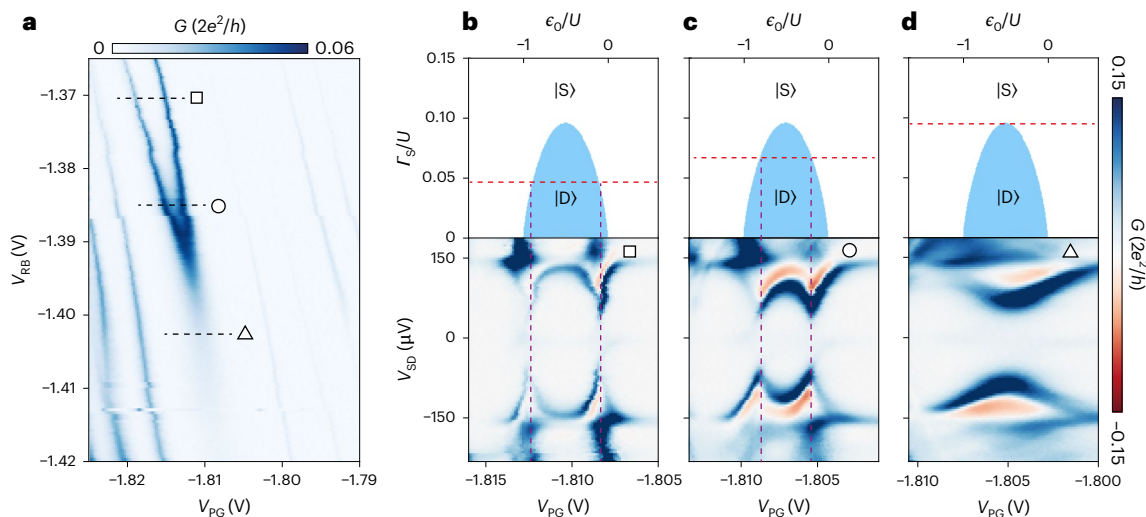 a
G (2e²/h)
0
0.06
−1.37
−1.38
−1.39
−1.40
−1.41
−1.42
V_RB (V)
−1.82
−1.81
−1.80
−1.79
V_PG (V)
b
ϵ₀/U
−1
0
0.15
0.10
0.05
0
Γ_S/U
|S⟩
|D⟩
150
0
−150
V_SD (μV)
−1.815
−1.810
−1.805
V_PG (V)
c
ϵ₀/U
−1
0
|S⟩
|D⟩
−1.810
−1.805
V_PG (V)
d
ϵ₀/U
−1
0
|S⟩
|D⟩
−1.810
−1.805
−1.800
V_PG (V)
0.15
G (2e²/h)
−0.15